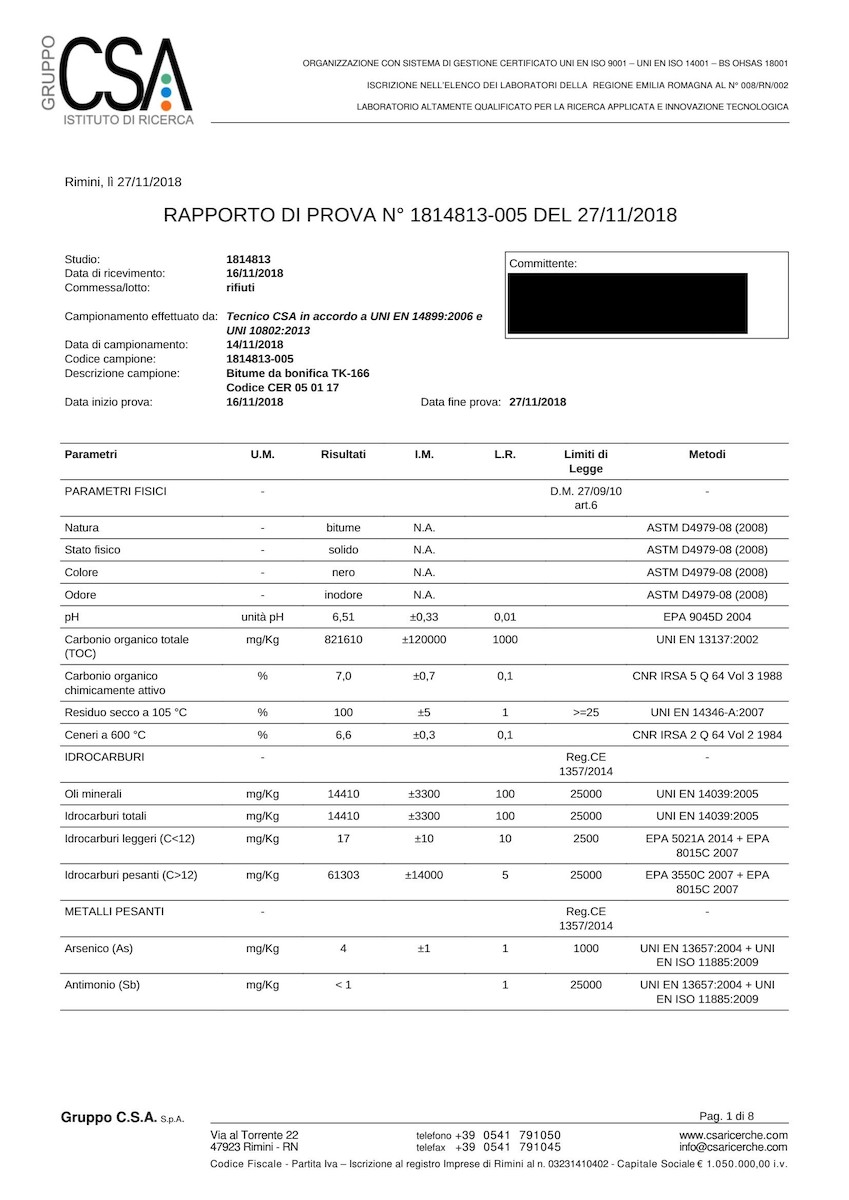 GRUPPO
CSA
ISTITUTO DI RICERCA
ORGANIZZAZIONE CON SISTEMA DI GESTIONE CERTIFICATO UNI EN ISO 9001 – UNI EN ISO 14001 – BS OHSAS 18001
ISCRIZIONE NELL'ELENCO DEI LABORATORI DELLA REGIONE EMILIA ROMAGNA AL N° 008/RN/002
LABORATORIO ALTAMENTE QUALIFICATO PER LA RICERCA APPLICATA E INNOVAZIONE TECNOLOGICA
Rimini, lì 27/11/2018
RAPPORTO DI PROVA N° 1814813-005 DEL 27/11/2018
Studio: 1814813
Data di ricevimento: 16/11/2018
Commessa/lotto: rifiuti
Committente:
Campionamento effettuato da: Tecnico CSA in accordo a UNI EN 14899:2006 e
UNI 10802:2013
Data di campionamento: 14/11/2018
Codice campione: 1814813-005
Descrizione campione: Bitume da bonifica TK-166
Codice CER 05 01 17
Data inizio prova: 16/11/2018 Data fine prova: 27/11/2018
Parametri U.M. Risultati I.M. L.R. Limiti di Metodi
Legge
PARAMETRI FISICI - D.M. 27/09/10 -
art.6
Natura - bitume N.A. ASTM D4979-08 (2008)
Stato fisico - solido N.A. ASTM D4979-08 (2008)
Colore - nero N.A. ASTM D4979-08 (2008)
Odore - inodore N.A. ASTM D4979-08 (2008)
pH unità pH 6,51 ±0,33 0,01 EPA 9045D 2004
Carbonio organico totale mg/Kg 821610 ±120000 1000 UNI EN 13137:2002
(TOC)
Carbonio organico % 7,0 ±0,7 0,1 CNR IRSA 5 Q 64 Vol 3 1988
chimicamente attivo
Residuo secco a 105 °C % 100 ±5 1 >=25 UNI EN 14346-A:2007
Ceneri a 600 °C % 6,6 ±0,3 0,1 CNR IRSA 2 Q 64 Vol 2 1984
IDROCARBURI - Reg.CE -
1357/2014
Oli minerali mg/Kg 14410 ±3300 100 25000 UNI EN 14039:2005
Idrocarburi totali mg/Kg 14410 ±3300 100 25000 UNI EN 14039:2005
Idrocarburi leggeri (C<12) mg/Kg 17 ±10 10 2500 EPA 5021A 2014 + EPA
8015C 2007
Idrocarburi pesanti (C>12) mg/Kg 61303 ±14000 5 25000 EPA 3550C 2007 + EPA
8015C 2007
METALLI PESANTI - Reg.CE -
1357/2014
Arsenico (As) mg/Kg 4 ±1 1 1000 UNI EN 13657:2004 + UNI
EN ISO 11885:2009
Antimonio (Sb) mg/Kg < 1 1 25000 UNI EN 13657:2004 + UNI
EN ISO 11885:2009
Gruppo C.S.A. S.p.A. Pag. 1 di 8
Via al Torrente 22 telefono +39 0541 791050 www.csaricerche.com
47923 Rimini - RN telefax +39 0541 791045 info@csaricerche.com
Codice Fiscale - Partita Iva – Iscrizione al registro Imprese di Rimini al n. 03231410402 - Capitale Sociale € 1.050.000,00 i.v.